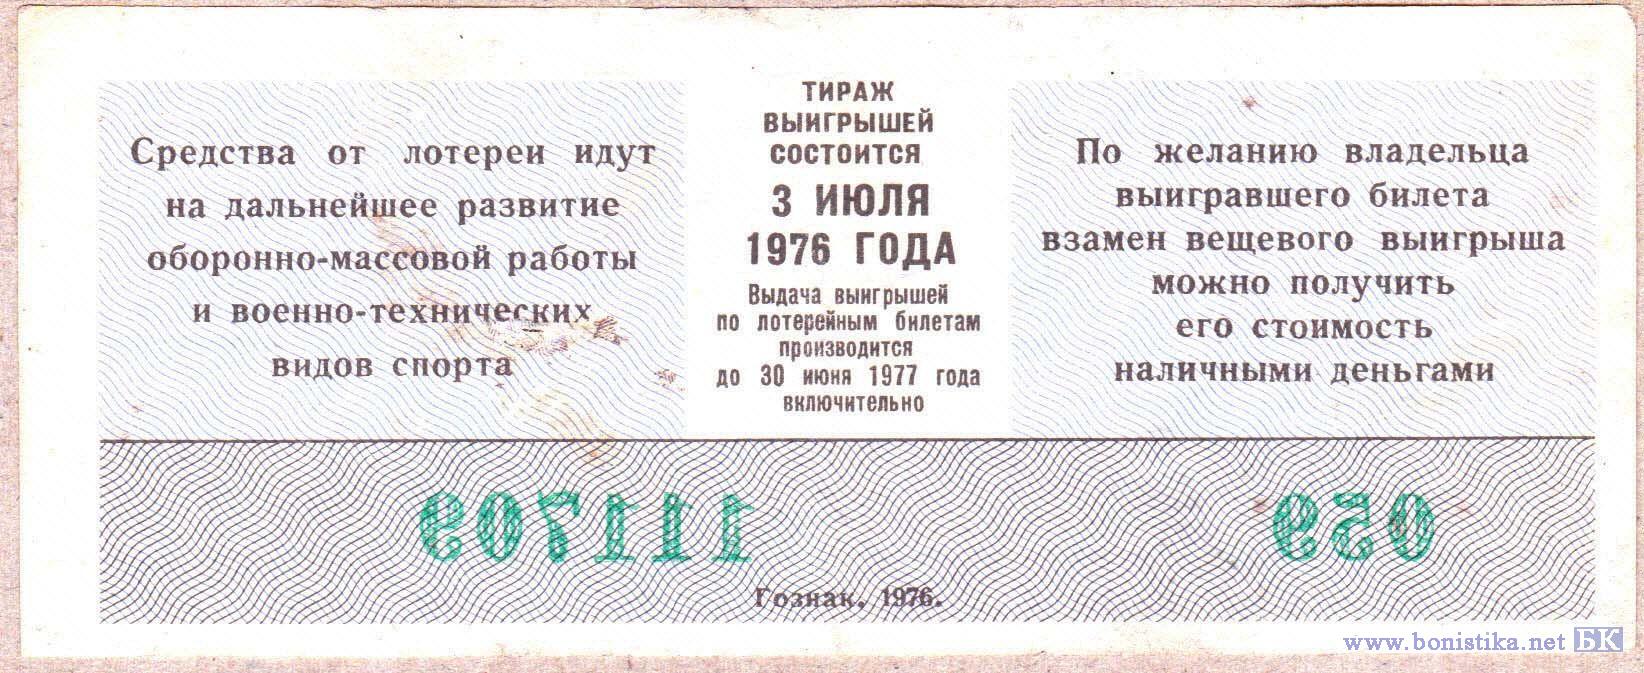 Средства от лотереи идут
на дальнейшее развитие
оборонно-массовой работы
и военно-технических
видов спорта
ТИРАЖ
ВЫИГРЫШЕЙ
СОСТОИТСЯ
3 ИЮЛЯ
1976 ГОДА
Выдача выигрышей
по лотерейным билетам
производится
до 30 июня 1977 года
включительно
По желанию владельца
выигравшего билета
взамен вещевого выигрыша
можно получить
его стоимость
наличными деньгами
111709 059
Гознак. 1976.
www.bonistika.net БК